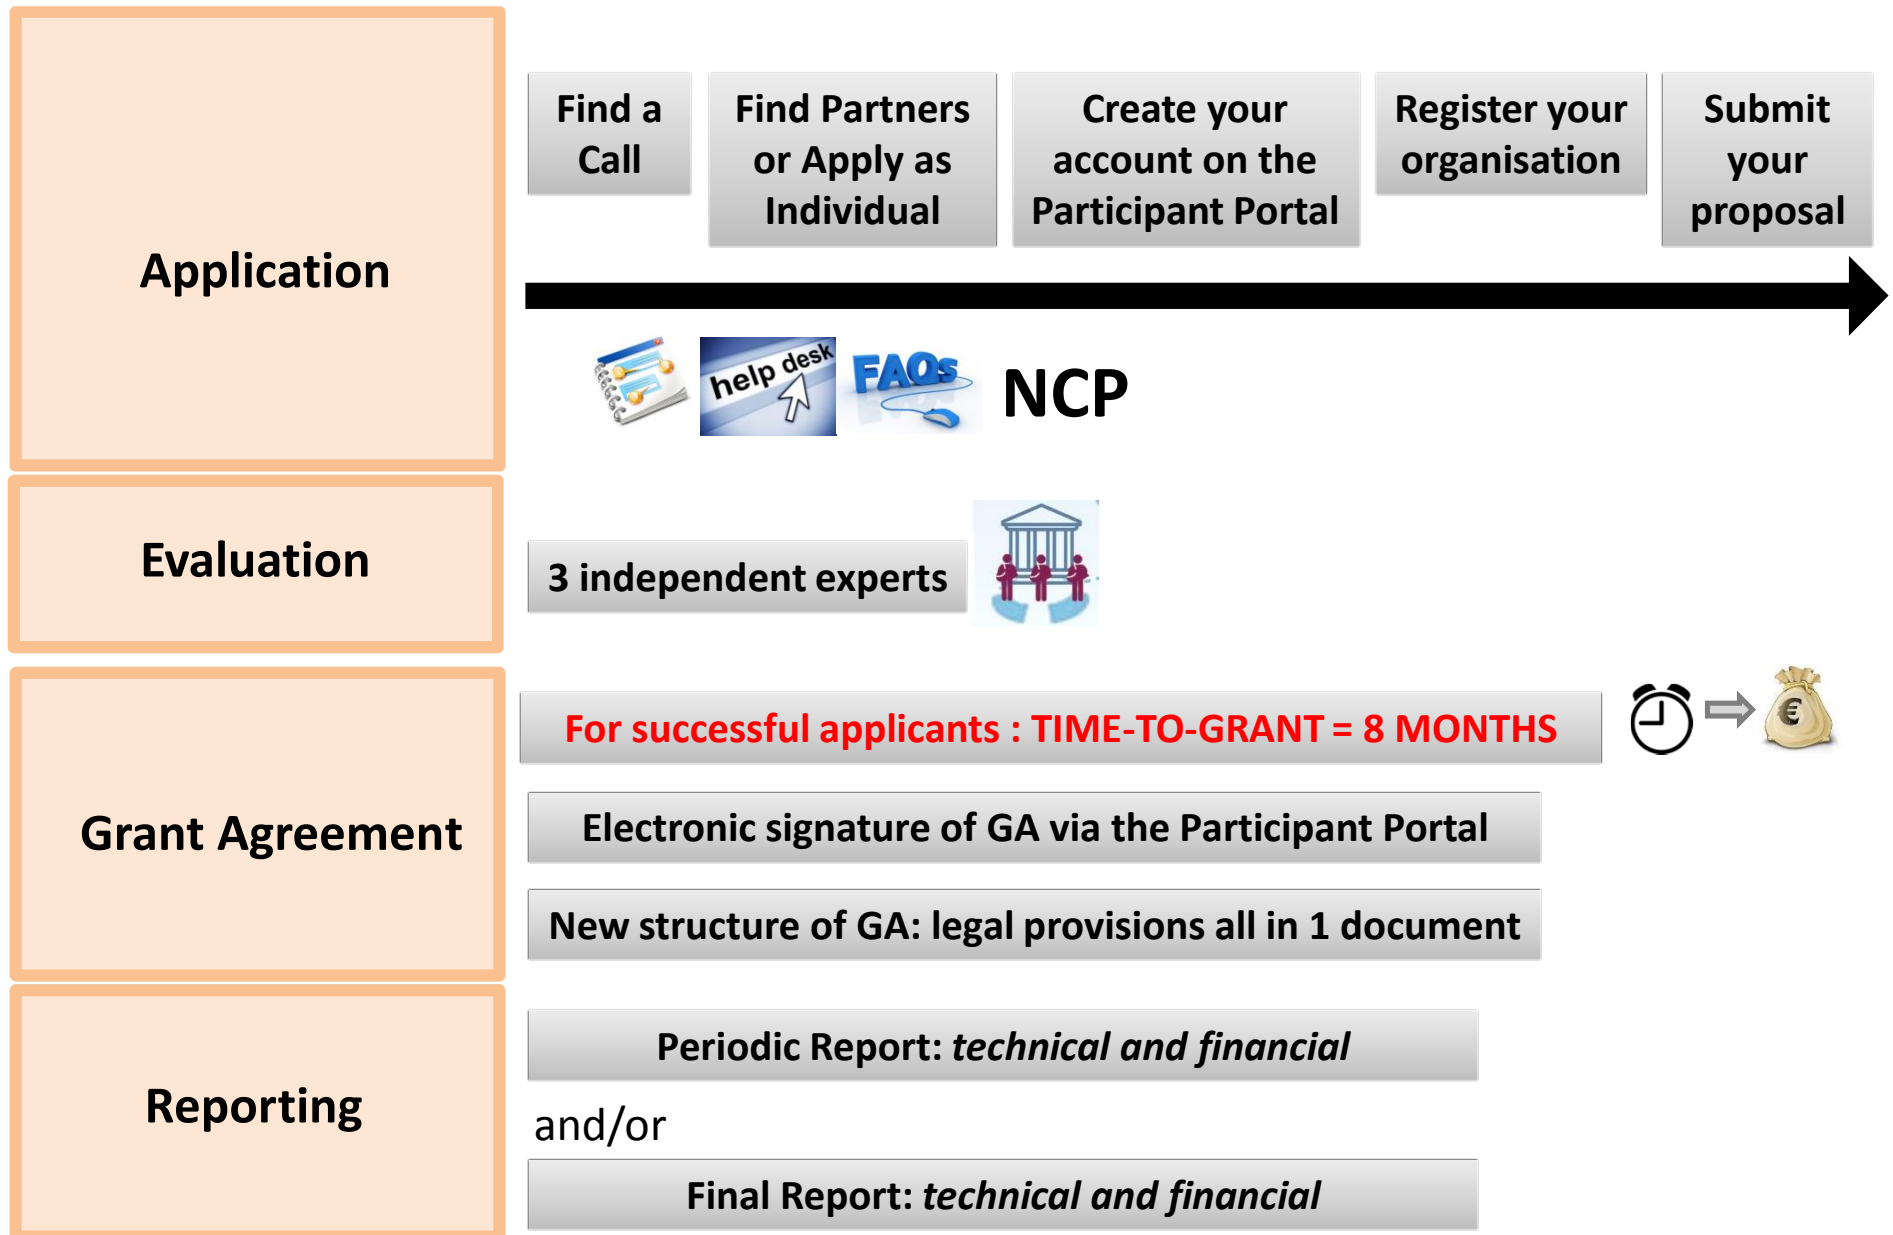 Application
Find a
Call
Find Partners
or Apply as
Individual
Create your
account on the
Participant Portal
Register your
organisation
Submit
your
proposal
help desk
FAQs
NCP
Evaluation
3 independent experts
Grant Agreement
For successful applicants : TIME-TO-GRANT = 8 MONTHS
€
Electronic signature of GA via the Participant Portal
New structure of GA: legal provisions all in 1 document
Reporting
Periodic Report: technical and financial
and/or
Final Report: technical and financial